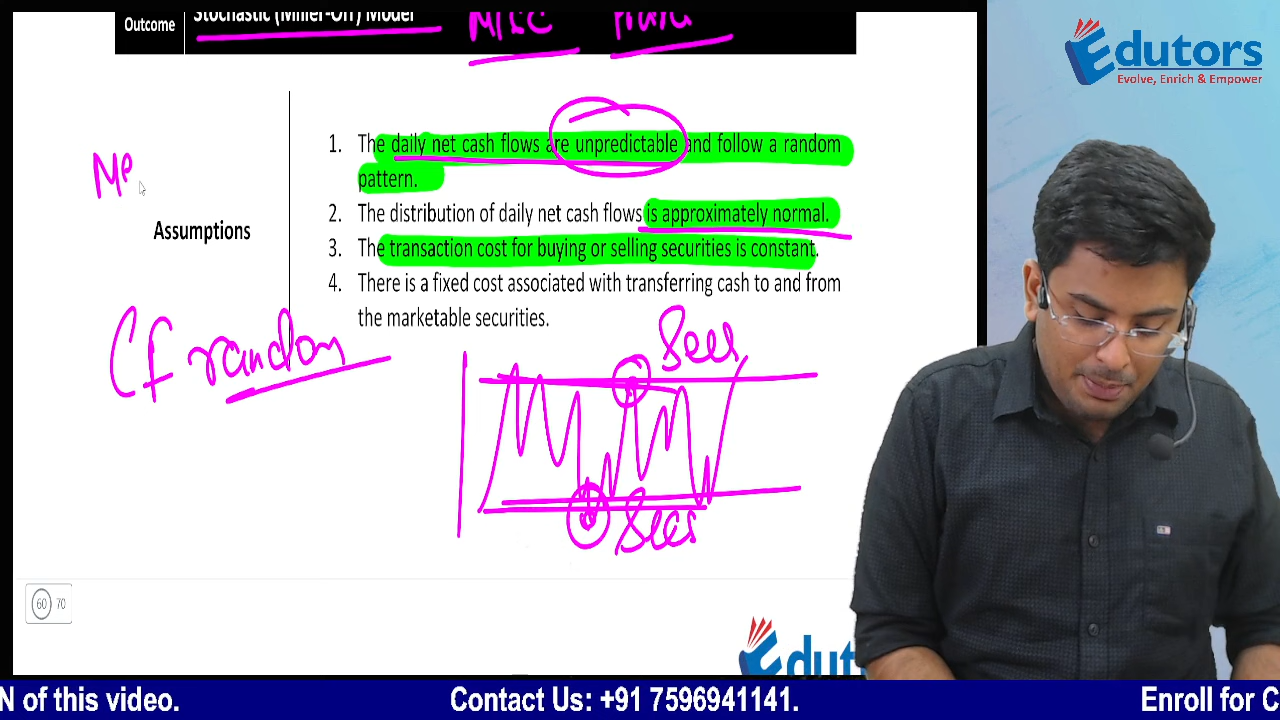 Outcome
Stochastic (Miller-Orr) Model
Edutors
Evolve, Enrich & Empower
1. The daily net cash flows are unpredictable and follow a random
pattern.
2. The distribution of daily net cash flows is approximately normal.
Assumptions
3. The transaction cost for buying or selling securities is constant.
4. There is a fixed cost associated with transferring cash to and from
the marketable securities.
Cf random
Secs
Secs
60 70
N of this video.
Contact Us: +91 7596941141.
Enroll for C